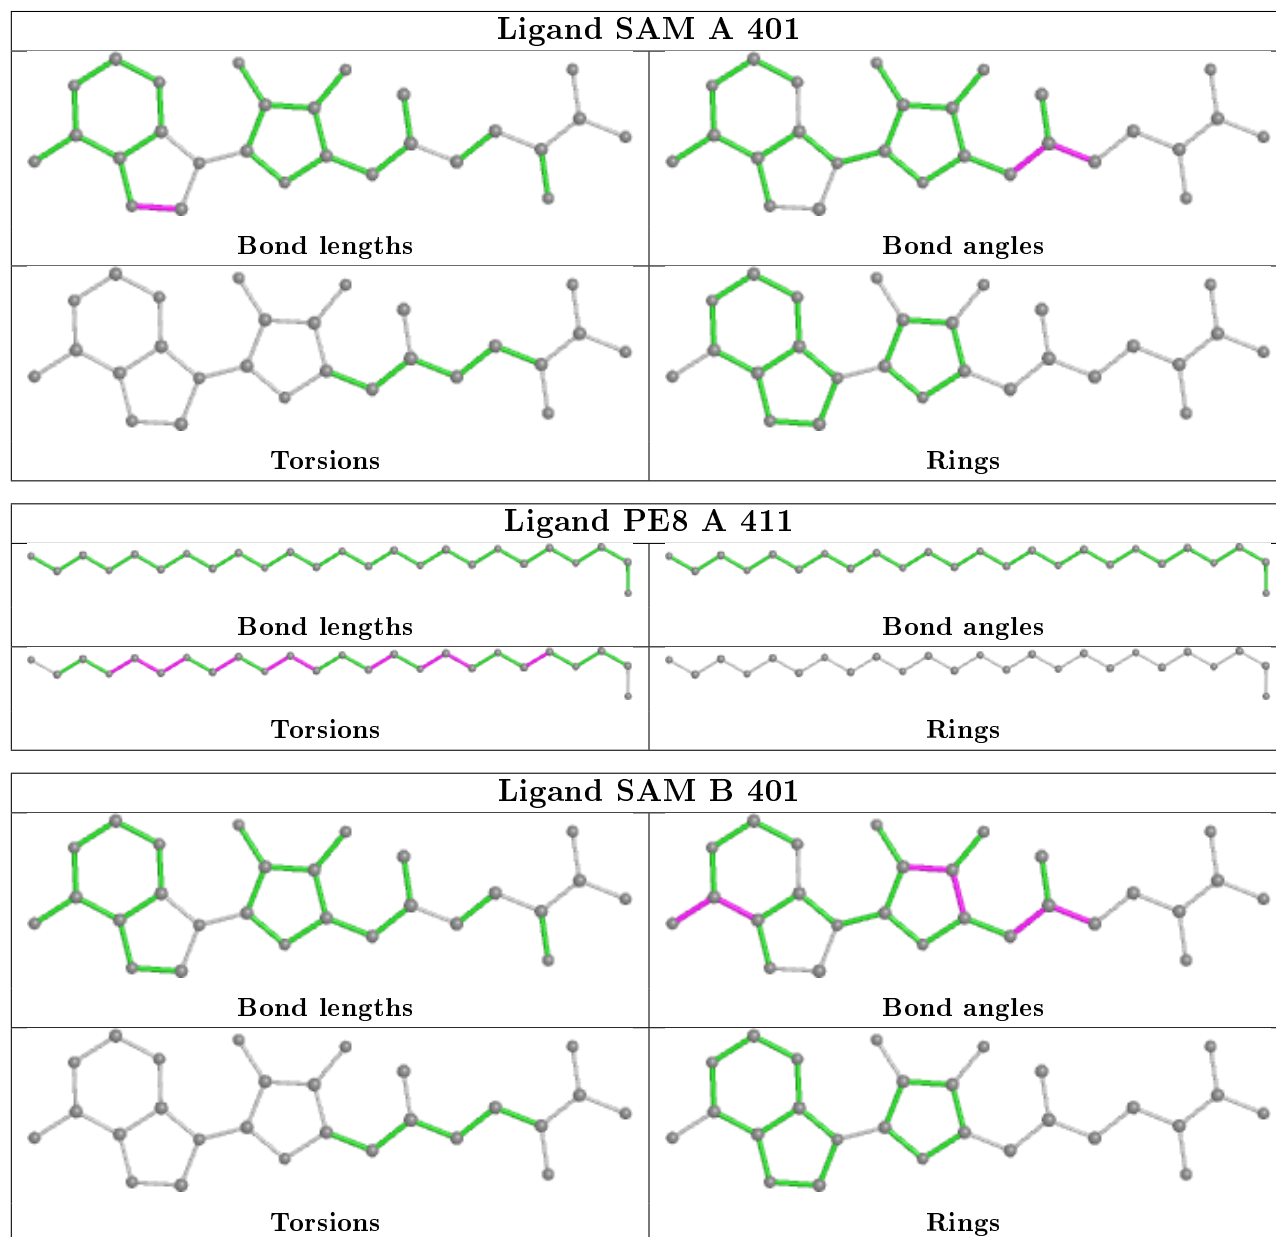 Ligand SAM A 401
Bond lengths
Bond angles
Torsions
Rings
Ligand PE8 A 411
Bond lengths
Bond angles
Torsions
Rings
Ligand SAM B 401
Bond lengths
Bond angles
Torsions
Rings